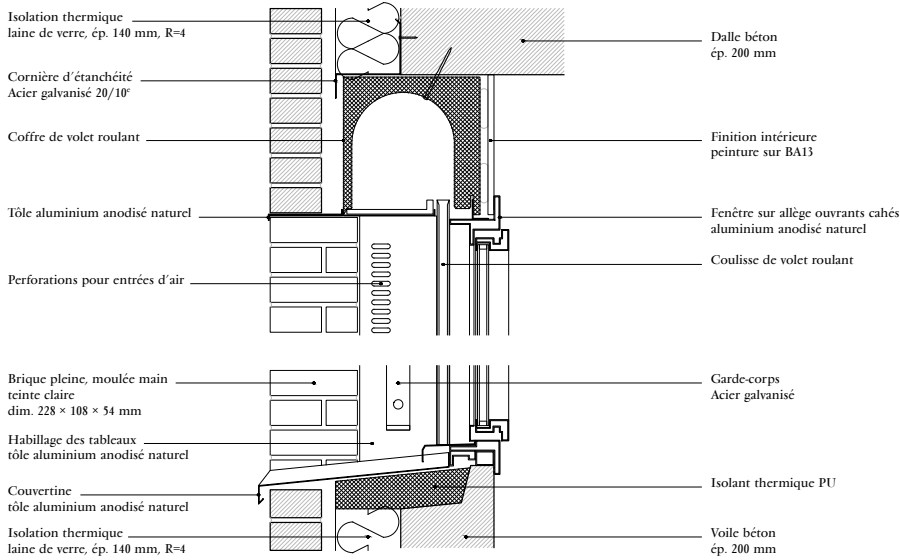 Isolation thermique
laine de verre, ép. 140 mm, R=4
Cornière d'étanchéité
Acier galvanisé 20/10e
Coffre de volet roulant
Tôle aluminium anodisé naturel
Perforations pour entrées d'air
Brique pleine, moulée main
teinte claire
dim. 228 × 108 × 54 mm
Habillage des tableaux
tôle aluminium anodisé naturel
Couvertine
tôle aluminium anodisé naturel
Isolation thermique
laine de verre, ép. 140 mm, R=4
Dalle béton
ép. 200 mm
Finition intérieure
peinture sur BA13
Fenêtre sur allège ouvrants cahés
aluminium anodisé naturel
Coulisse de volet roulant
Garde-corps
Acier galvanisé
Isolant thermique PU
Voile béton
ép. 200 mm